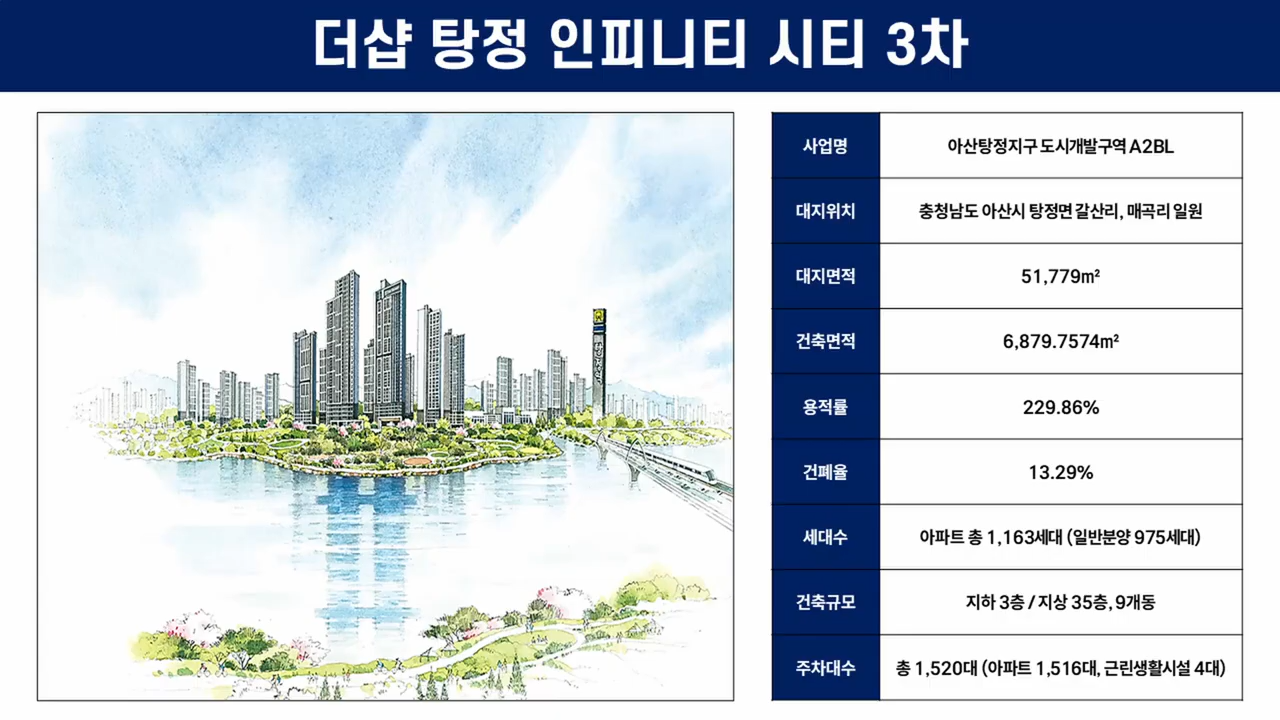 더샵 탕정 인피니티 시티 3차
사업명 아산탕정지구 도시개발구역 A2BL
대지위치 충청남도 아산시 탕정면 갈산리, 매곡리 일원
대지면적 51,779m²
건축면적 6,879.7574m²
용적률 229.86%
건폐율 13.29%
세대수 아파트 총 1,163세대 (일반분양 975세대)
건축규모 지하 3층 / 지상 35층, 9개동
주차대수 총 1,520대 (아파트 1,516대, 근린생활시설 4대)